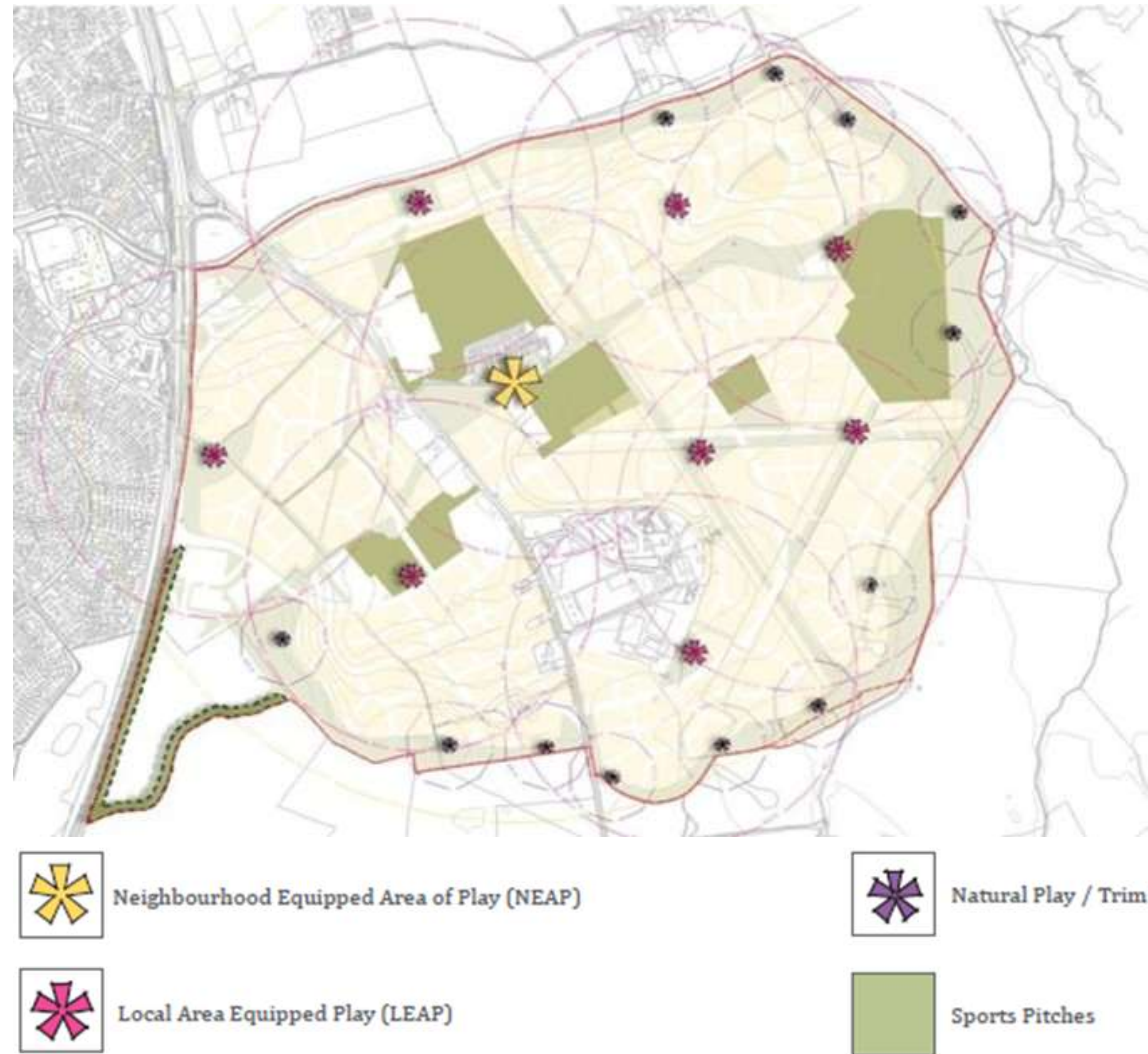 Neighbourhood Equipped Area of Play (NEAP)
Natural Play / Trim
Local Area Equipped Play (LEAP)
Sports Pitches